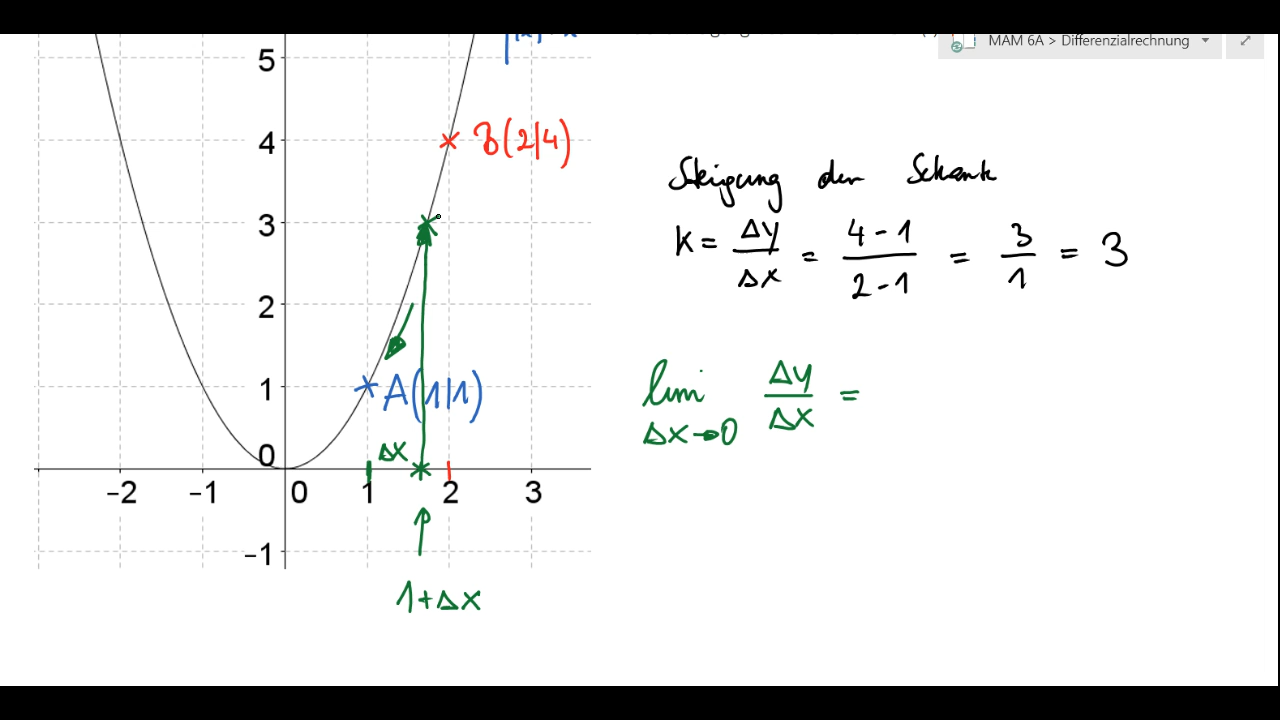 MAM 6A > Differenzialrechnung
5
4
B(2|4)
3
2
1
A(1|1)
0
Δx
-2 -1 0 1 2 3
-1
1+Δx
Steigung der Sekante
K = Δy/Δx = 4-1/2-1 = 3/1 = 3
lim Δy/Δx =
Δx→0